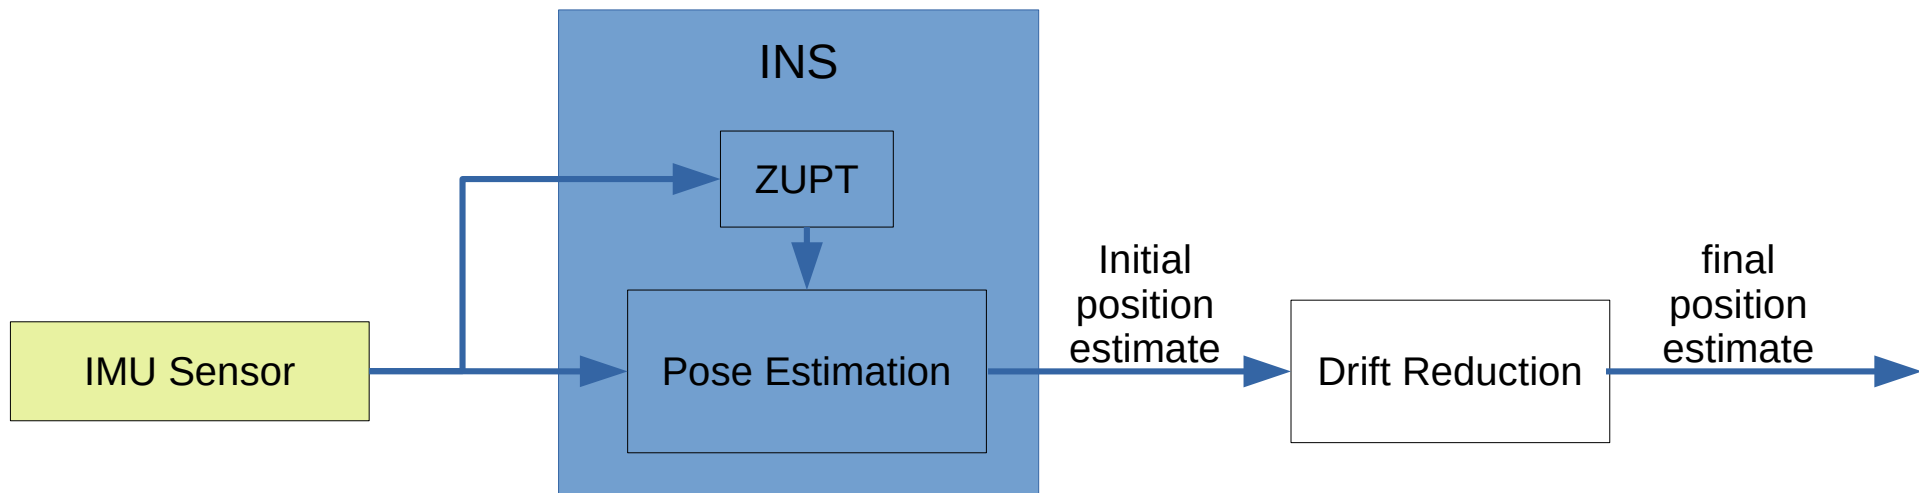 INS
ZUPT
IMU Sensor
Pose Estimation
Initial
position
estimate
Drift Reduction
final
position
estimate